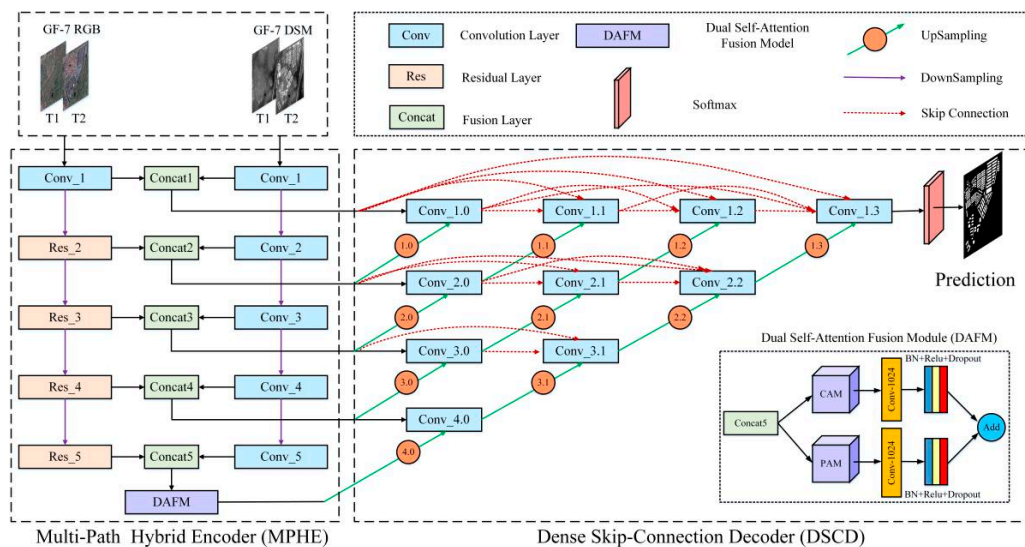 GF-7 RGB
GF-7 DSM
T1 T2
T1 T2
Conv
Convolution Layer
DAFM
Dual Self-Attention
Fusion Model
UpSampling
Res
Residual Layer
DownSampling
Concat
Fusion Layer
Softmax
Skip Connection
Conv_1
Concat1
Conv_1
Conv_1.0
Conv_1.1
Conv_1.2
Conv_1.3
Res_2
Concat2
Conv_2
1.0
1.1
1.2
1.3
Prediction
Conv_2.0
Conv_2.1
Conv_2.2
Res_3
Concat3
Conv_3
2.0
2.1
2.2
Conv_3.0
Conv_3.1
Res_4
Concat4
Conv_4
3.0
3.1
Conv_4.0
Res_5
Concat5
Conv_5
4.0
DAFM
Dual Self-Attention Fusion Module (DAFM)
BN+Relu+Dropout
CAM
Conv-1024
Concat5
Add
PAM
Conv-1024
BN+Relu+Dropout
Multi-Path Hybrid Encoder (MPHE)
Dense Skip-Connection Decoder (DSCD)